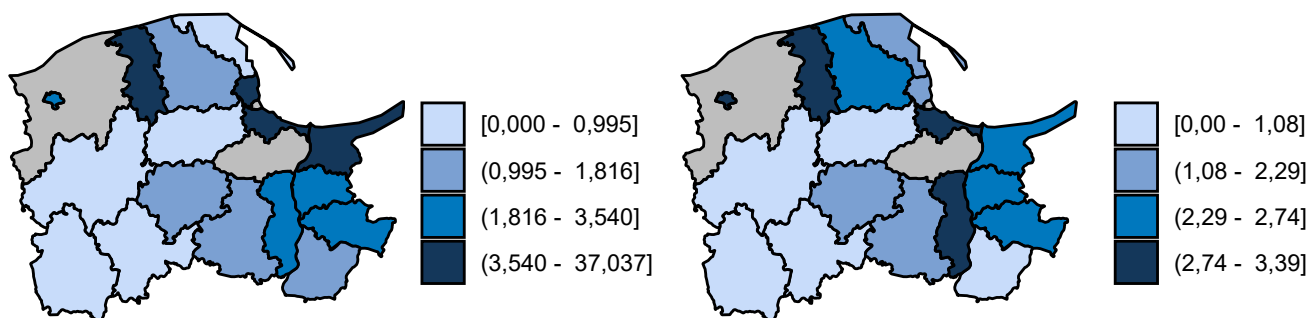 [0,000 - 0,995]
(0,995 - 1,816]
(1,816 - 3,540]
(3,540 - 37,037]
[0,00 - 1,08]
(1,08 - 2,29]
(2,29 - 2,74]
(2,74 - 3,39]